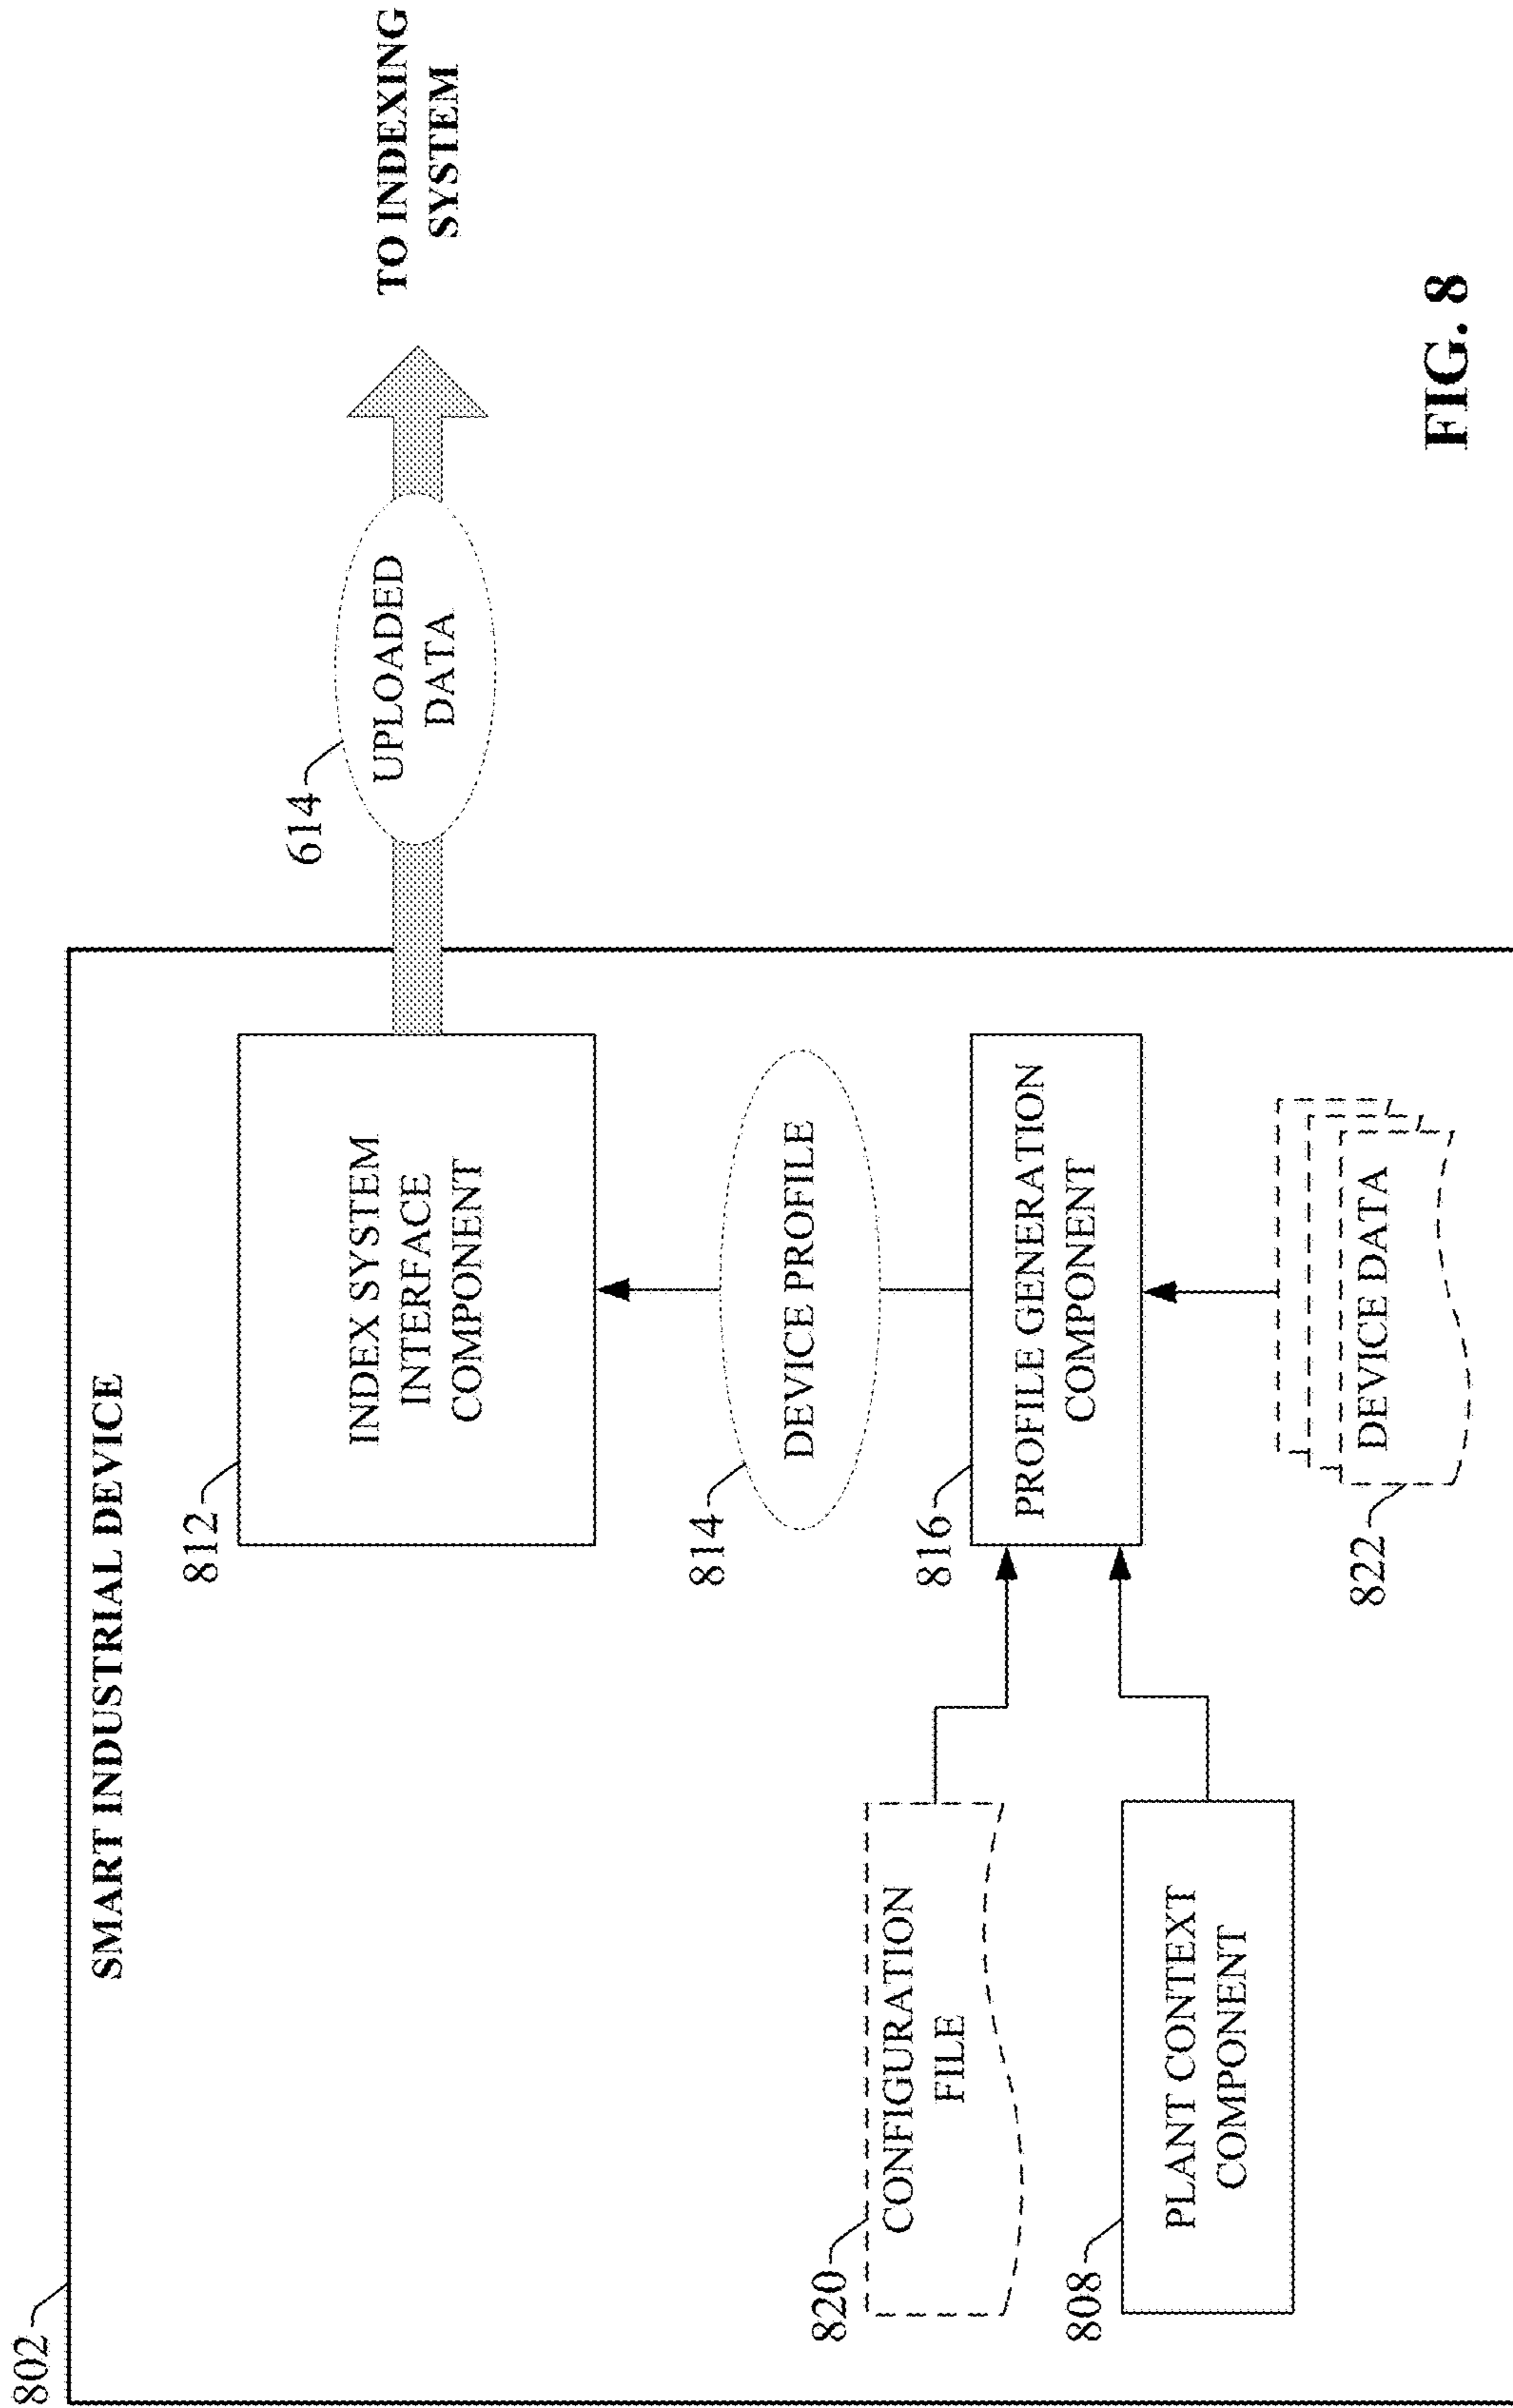 802
SMART INDUSTRIAL DEVICE
812
INDEX SYSTEM
INTERFACE
COMPONENT
614
UPLOADED
DATA
TO INDEXING
SYSTEM
814
DEVICE PROFILE
820
CONFIGURATION
FILE
816
PROFILE GENERATION
COMPONENT
808
PLANT CONTEXT
COMPONENT
822
DEVICE DATA
FIG. 8